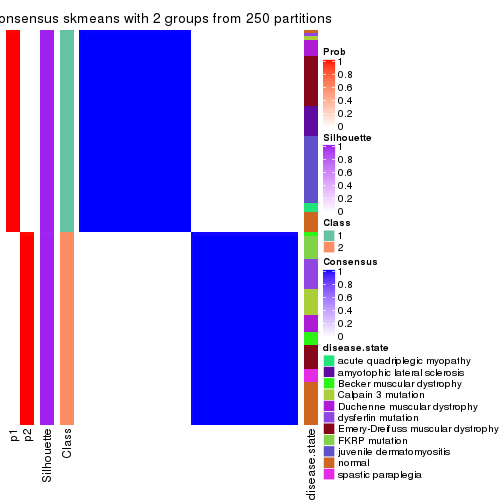 onsensus skmeans with 2 groups from 250 partitions
Prob
1
0.8
0.6
0.4
0.2
0
Silhouette
1
0.8
0.6
0.4
0.2
0
Class
1
2
Consensus
1
0.8
0.6
0.4
0.2
0
disease.state
acute quadriplegic myopathy
amyotophic lateral sclerosis
Becker muscular dystrophy
Calpain 3 mutation
Duchenne muscular dystrophy
dysferlin mutation
Emery-Dreifuss muscular dystrophy
FKRP mutation
juvenile dermatomyositis
normal
spastic paraplegia
p1
p2
Silhouette
Class
disease.state